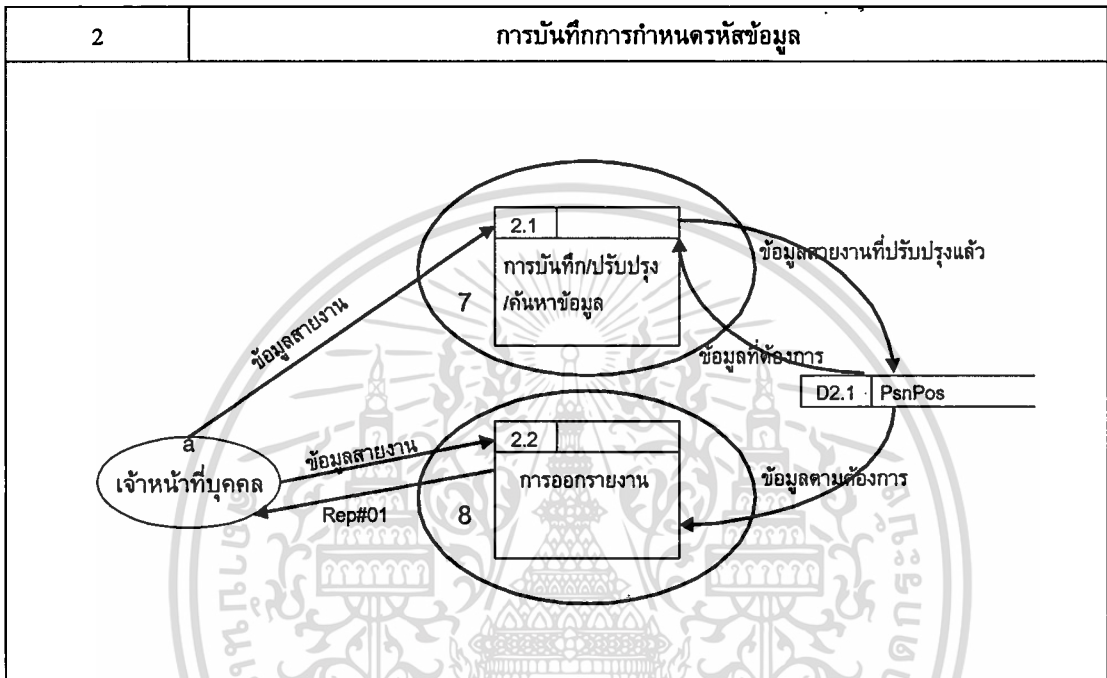 2
การบันทึกการกำหนดรหัสข้อมูล
2.1
การบันทึก/ปรับปรุง
/ค้นหาข้อมูล
7
ข้อมูลสายงานที่ปรับปรุงแล้ว
ข้อมูลสายงาน
ข้อมูลที่ต้องการ
D2.1 PsnPos
a
เจ้าหน้าที่บุคคล
ข้อมูลสายงาน
Rep#01
2.2
การออกรายงาน
8
ข้อมูลตามต้องการ